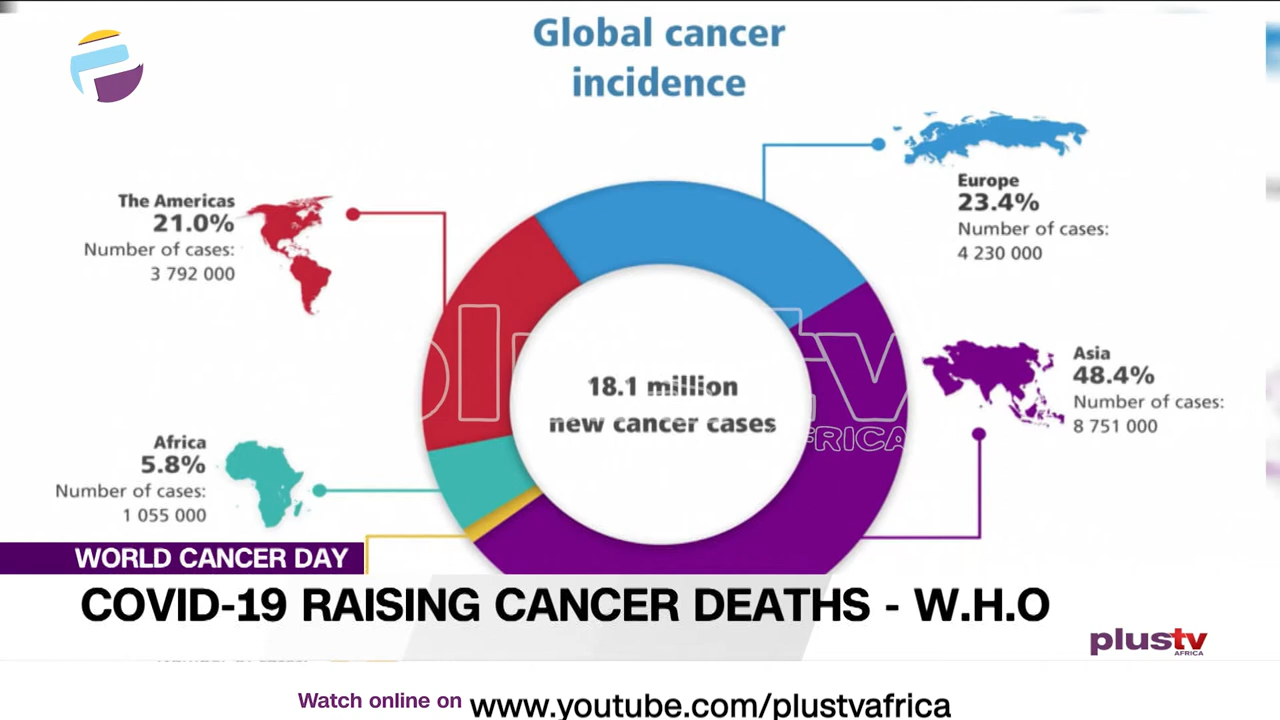 Global cancer
incidence
The Americas
21.0%
Number of cases:
3 792 000
Europe
23.4%
Number of cases:
4 230 000
18.1 million
new cancer cases
Asia
48.4%
Number of cases:
8 751 000
Africa
5.8%
Number of cases:
1 055 000
plustv
AFRICA
WORLD CANCER DAY
COVID-19 RAISING CANCER DEATHS - W.H.O
plustv
AFRICA
Watch online on www.youtube.com/plustvafrica